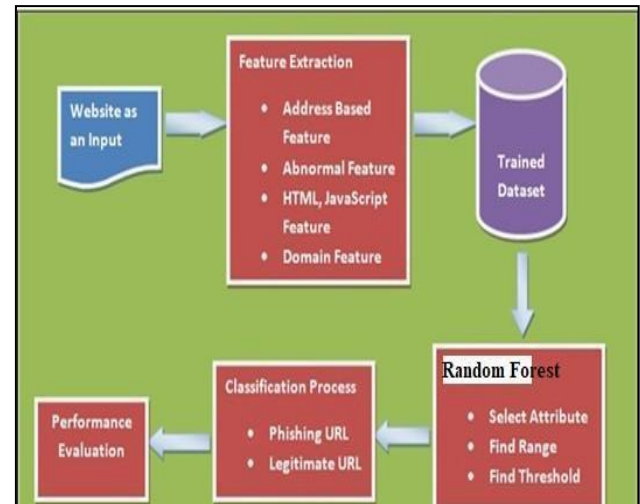 Website as
an Input
Feature Extraction
• Address Based
Feature
• Abnormal Feature
• HTML, JavaScript
Feature
• Domain Feature
Trained
Dataset
Random Forest
• Select Attribute
• Find Range
• Find Threshold
Classification Process
• Phishing URL
• Legitimate URL
Performance
Evaluation